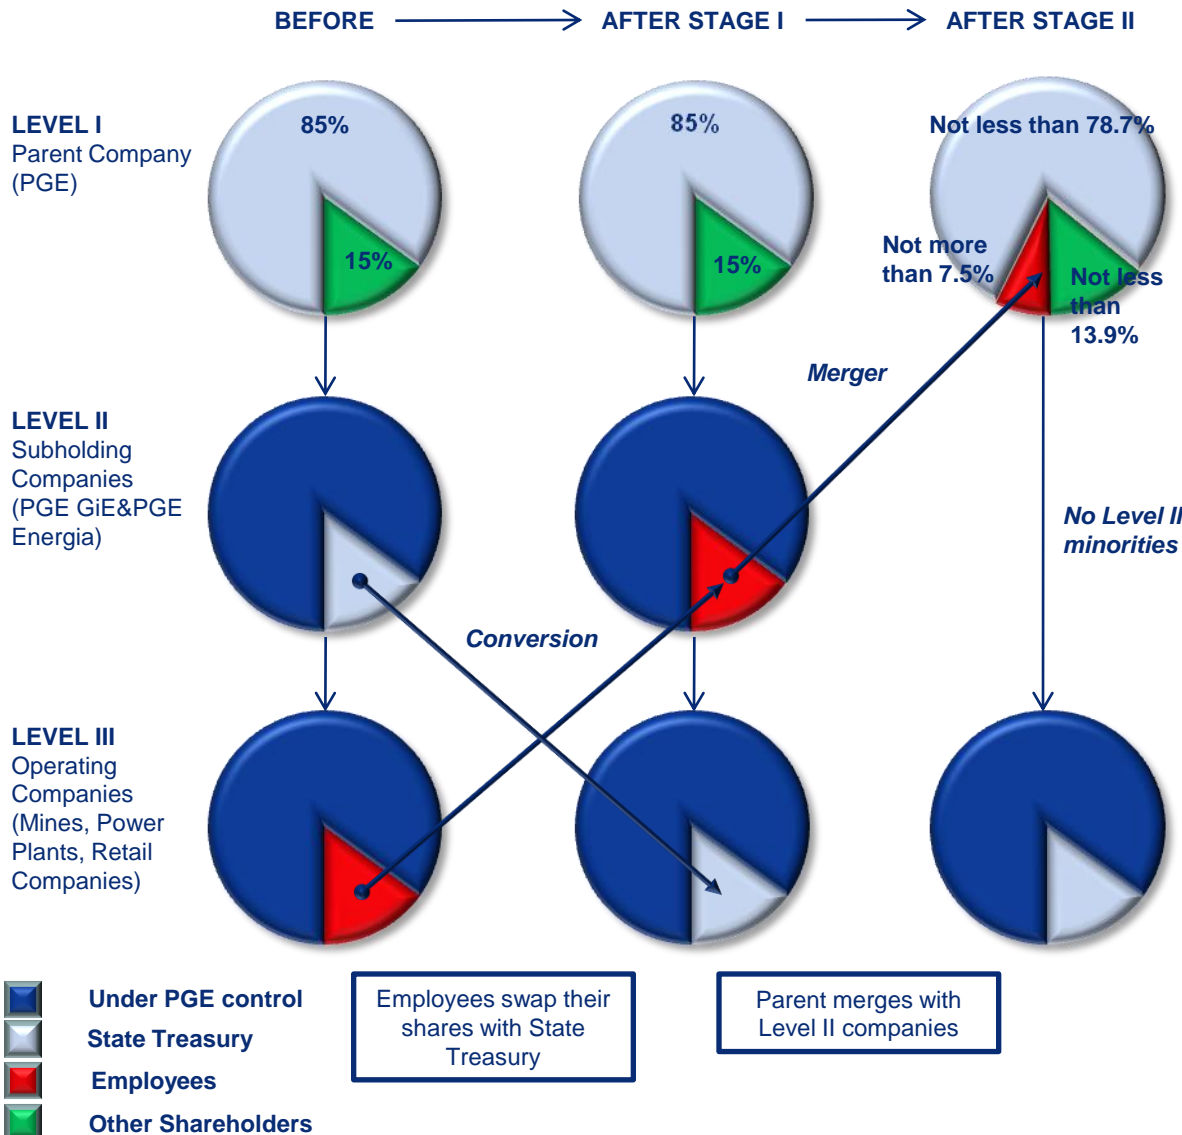 BEFORE
AFTER STAGE I
AFTER STAGE II
LEVEL I
Parent Company
(PGE)
85%
15%
85%
15%
Not less than 78.7%
Not more
than 7.5%
Not less
than
13.9%
Merger
LEVEL II
Subholding
Companies
(PGE GiE&PGE
Energia)
No Level II
minorities
Conversion
LEVEL III
Operating
Companies
(Mines, Power
Plants, Retail
Companies)
Under PGE control
State Treasury
Employees
Other Shareholders
Employees swap their
shares with State
Treasury
Parent merges with
Level II companies